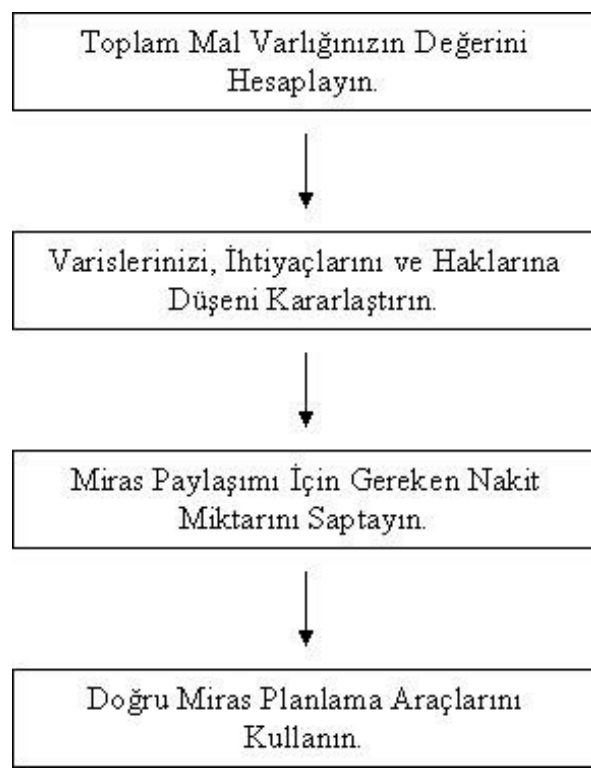 Toplam Mal Varlığınızın Değerini
Hesaplayın.
Varislerinizi, İhtiyaçlarını ve Haklarına
Düşeni Kararlaştırın.
Miras Paylaşımı İçin Gereken Nakit
Miktarını Saptayın.
Doğru Miras Planlama Araçlarını
Kullanın.